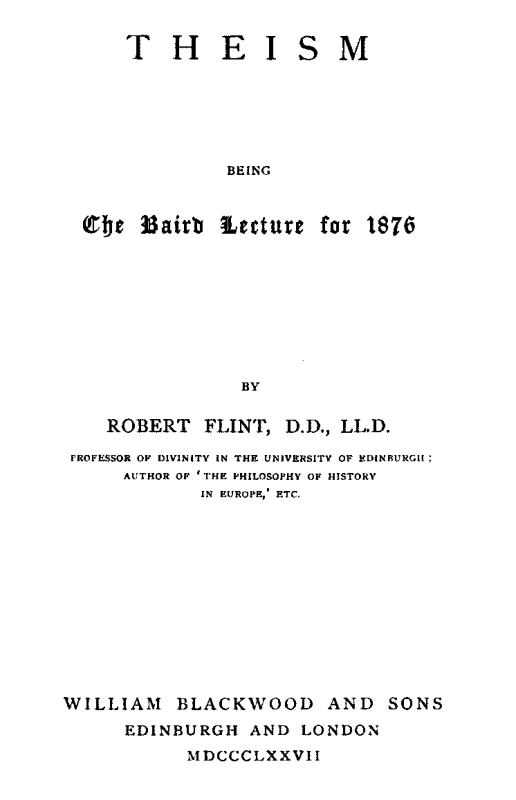 THEISM
BEING
The Baird Lecture for 1876
BY
ROBERT FLINT, D.D., LL.D.
PROFESSOR OF DIVINITY IN THE UNIVERSITY OF EDINBURGH;
AUTHOR OF 'THE PHILOSOPHY OF HISTORY
IN EUROPE,' ETC.
WILLIAM BLACKWOOD AND SONS
EDINBURGH AND LONDON
MDCCCLXXVII